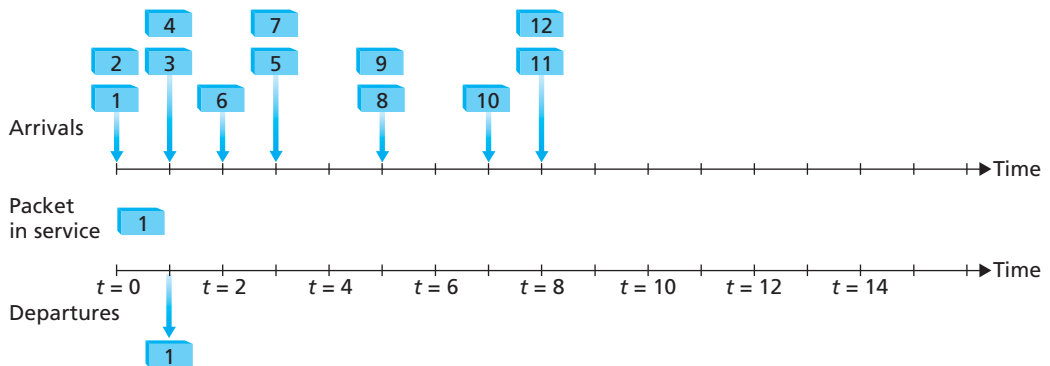 4 7 12
2 3 5 9 11
1 6 8 10
Arrivals
Time
Packet
in service
1
Time
t = 0 t = 2 t = 4 t = 6 t = 8 t = 10 t = 12 t = 14
Departures
1